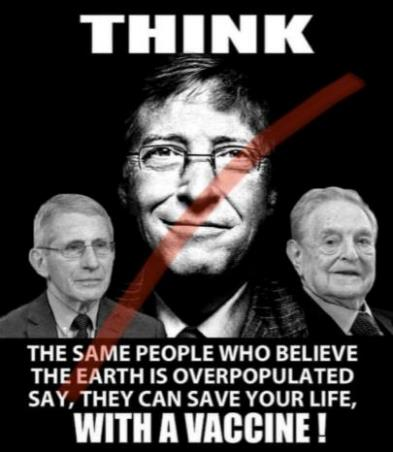 THINK
THE SAME PEOPLE WHO BELIEVE
THE EARTH IS OVERPOPULATED
SAY, THEY CAN SAVE YOUR LIFE,
WITH A VACCINE !